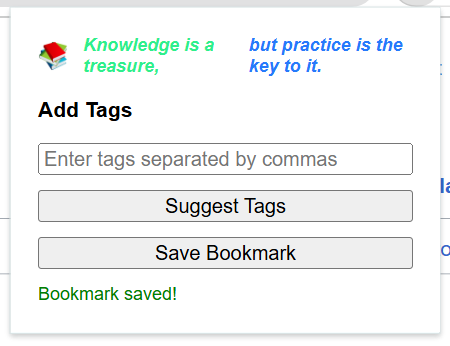 Knowledge is a
treasure,
but practice is the
key to it.
Add Tags
Enter tags separated by commas
Suggest Tags
Save Bookmark
Bookmark saved!